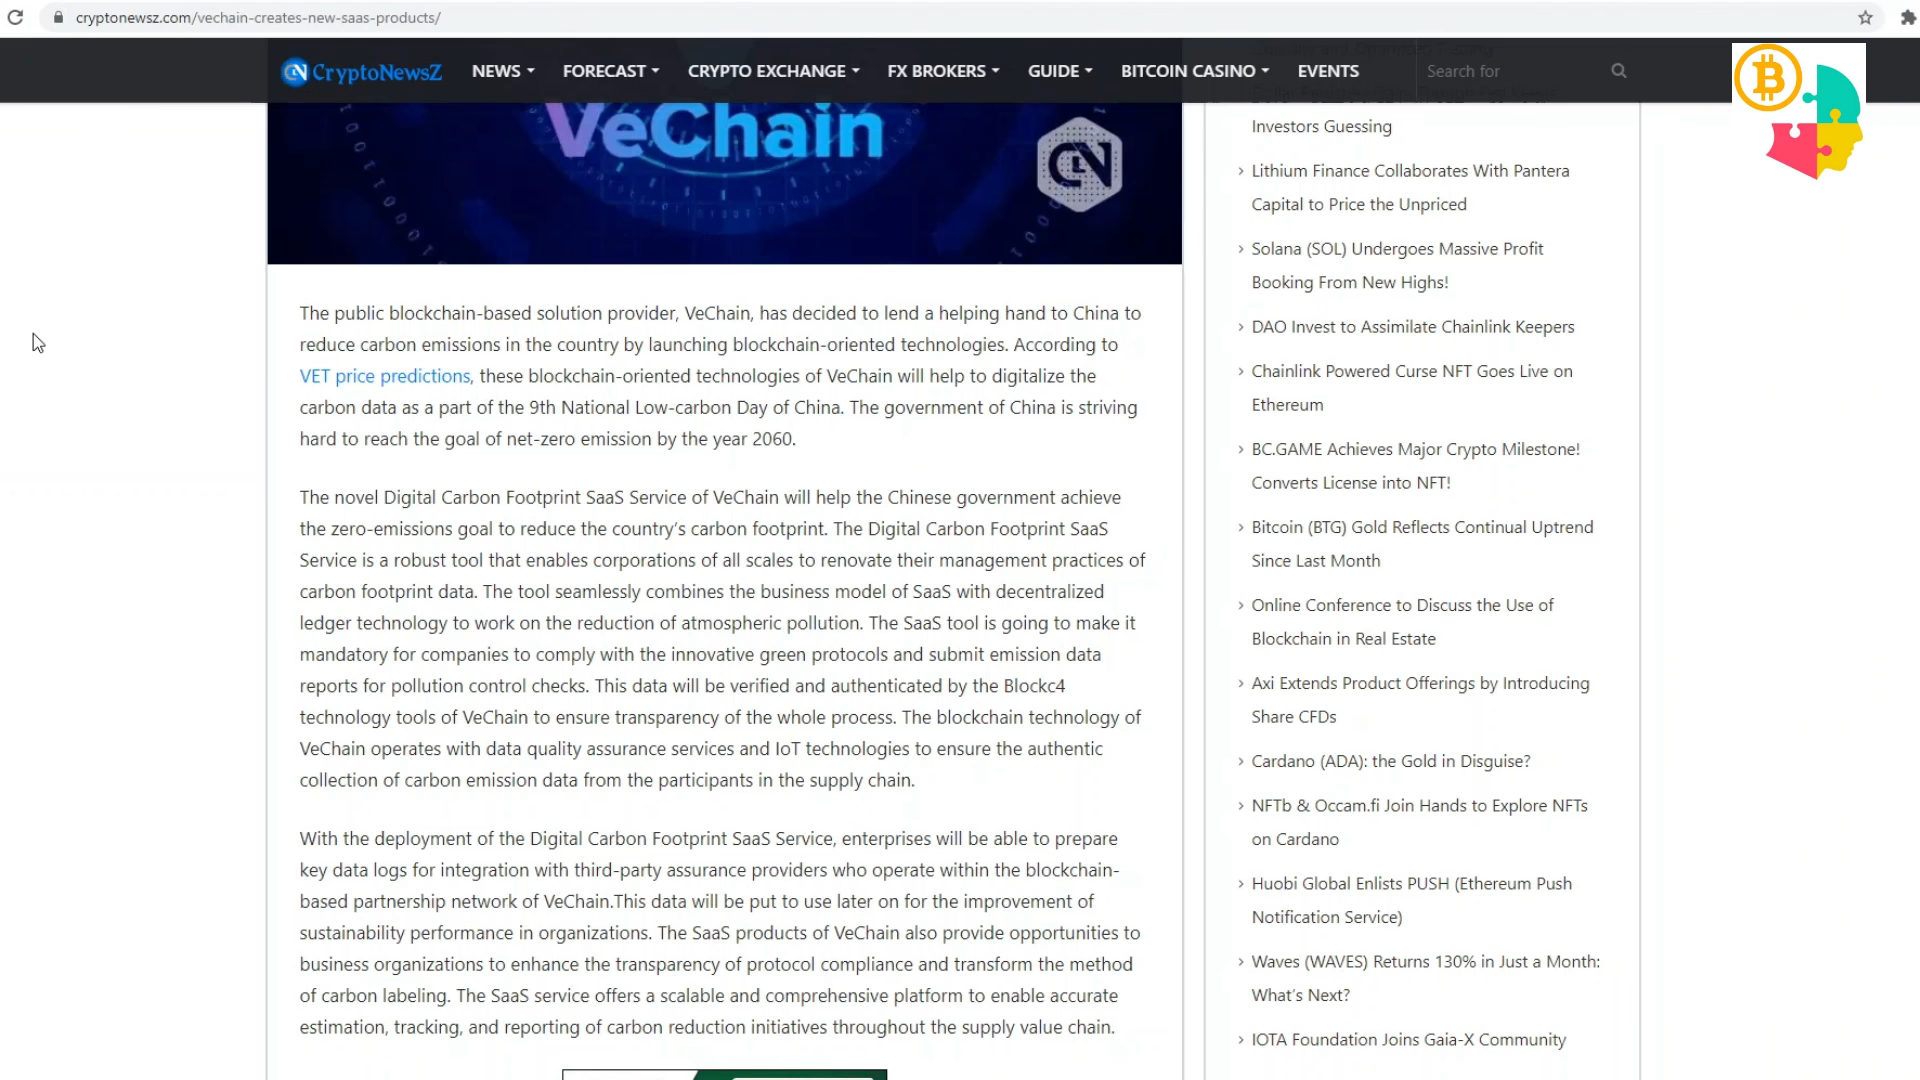 cryptonewsz.com/vechain-creates-new-saas-products/
CryptoNewsZ
NEWS
FORECAST
CRYPTO EXCHANGE
FX BROKERS
GUIDE
BITCOIN CASINO
EVENTS
Search for
VeChain
The public blockchain-based solution provider, VeChain, has decided to lend a helping hand to China to
reduce carbon emissions in the country by launching blockchain-oriented technologies. According to
VET price predictions, these blockchain-oriented technologies of VeChain will help to digitalize the
carbon data as a part of the 9th National Low-carbon Day of China. The government of China is striving
hard to reach the goal of net-zero emission by the year 2060.
The novel Digital Carbon Footprint SaaS Service of VeChain will help the Chinese government achieve
the zero-emissions goal to reduce the country's carbon footprint. The Digital Carbon Footprint SaaS
Service is a robust tool that enables corporations of all scales to renovate their management practices of
carbon footprint data. The tool seamlessly combines the business model of SaaS with decentralized
ledger technology to work on the reduction of atmospheric pollution. The SaaS tool is going to make it
mandatory for companies to comply with the innovative green protocols and submit emission data
reports for pollution control checks. This data will be verified and authenticated by the Blockc4
technology tools of VeChain to ensure transparency of the whole process. The blockchain technology of
VeChain operates with data quality assurance services and IoT technologies to ensure the authentic
collection of carbon emission data from the participants in the supply chain.
With the deployment of the Digital Carbon Footprint SaaS Service, enterprises will be able to prepare
key data logs for integration with third-party assurance providers who operate within the blockchain-
based partnership network of VeChain.This data will be put to use later on for the improvement of
sustainability performance in organizations. The SaaS products of VeChain also provide opportunities to
business organizations to enhance the transparency of protocol compliance and transform the method
of carbon labeling. The SaaS service offers a scalable and comprehensive platform to enable accurate
estimation, tracking, and reporting of carbon reduction initiatives throughout the supply value chain.
Investors Guessing
Lithium Finance Collaborates With Pantera
Capital to Price the Unpriced
Solana (SOL) Undergoes Massive Profit
Booking From New Highs!
DAO Invest to Assimilate Chainlink Keepers
Chainlink Powered Curse NFT Goes Live on
Ethereum
BC.GAME Achieves Major Crypto Milestone!
Converts License into NFT!
Bitcoin (BTG) Gold Reflects Continual Uptrend
Since Last Month
Online Conference to Discuss the Use of
Blockchain in Real Estate
Axi Extends Product Offerings by Introducing
Share CFDs
Cardano (ADA): the Gold in Disguise?
NFTb & Occam.fi Join Hands to Explore NFTs
on Cardano
Huobi Global Enlists PUSH (Ethereum Push
Notification Service)
Waves (WAVES) Returns 130% in Just a Month:
What's Next?
IOTA Foundation Joins Gaia-X Community